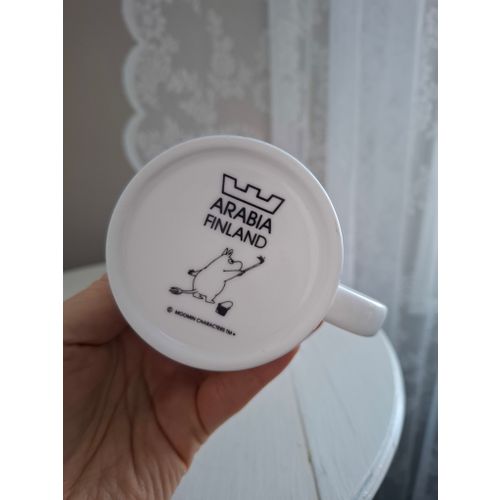 ARABIA
FINLAND
© MOOMIN CHARACTERS TM